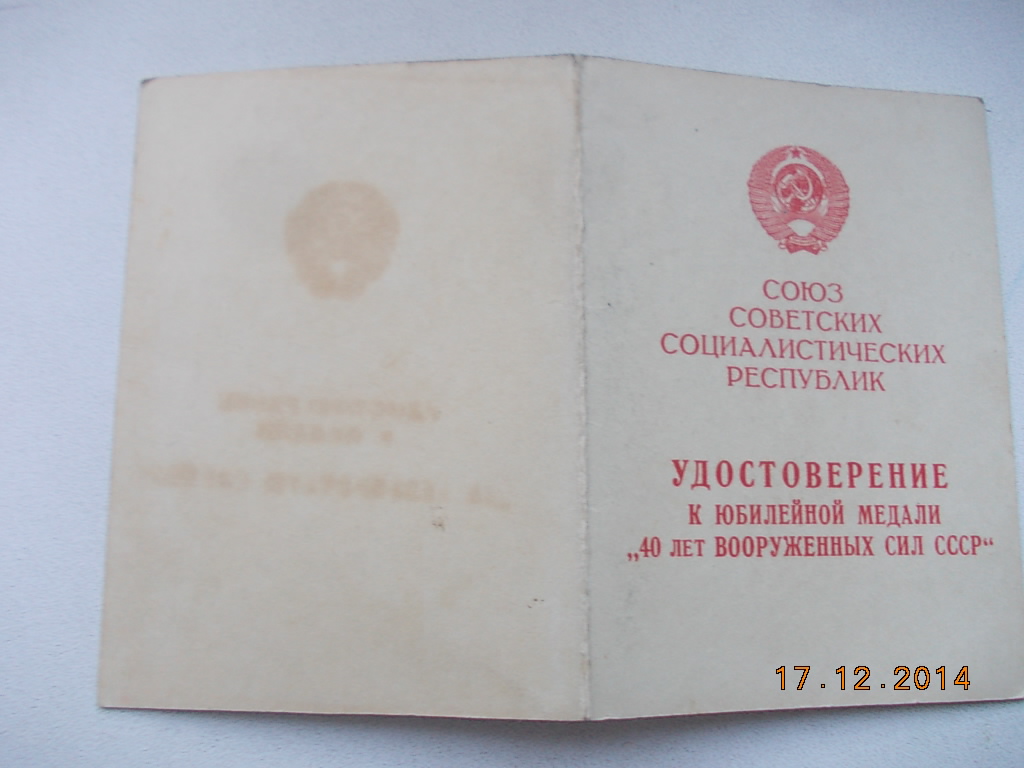 СОЮЗ
СОВЕТСКИХ
СОЦИАЛИСТИЧЕСКИХ
РЕСПУБЛИК
УДОСТОВЕРЕНИЕ
К ЮБИЛЕЙНОЙ МЕДАЛИ
„40 ЛЕТ ВООРУЖЕННЫХ СИЛ СССР“
17.12.2014